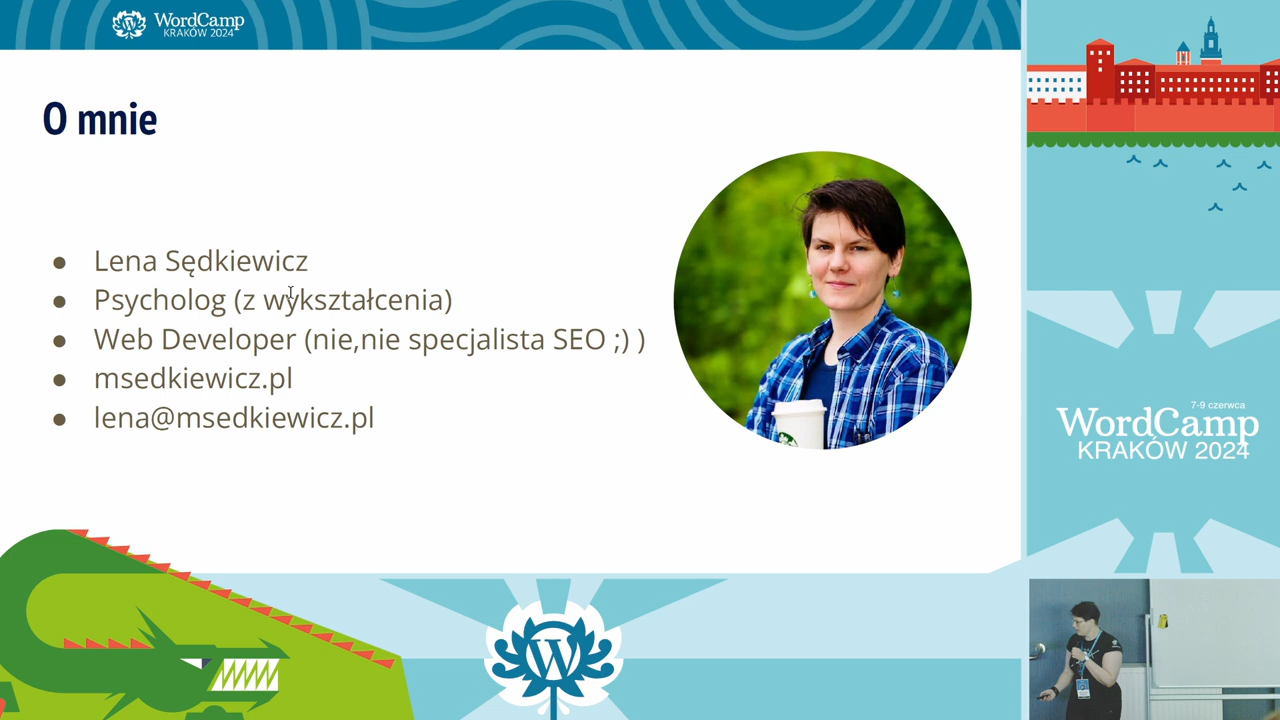 WordCamp
KRAKÓW 2024
O mnie
● Lena Sędkiewicz
● Psycholog (z wykształcenia)
● Web Developer (nie,nie specjalista SEO ;) )
● msedkiewicz.pl
● lena@msedkiewicz.pl
7-9 czerwca
WordCamp
KRAKÓW 2024
W